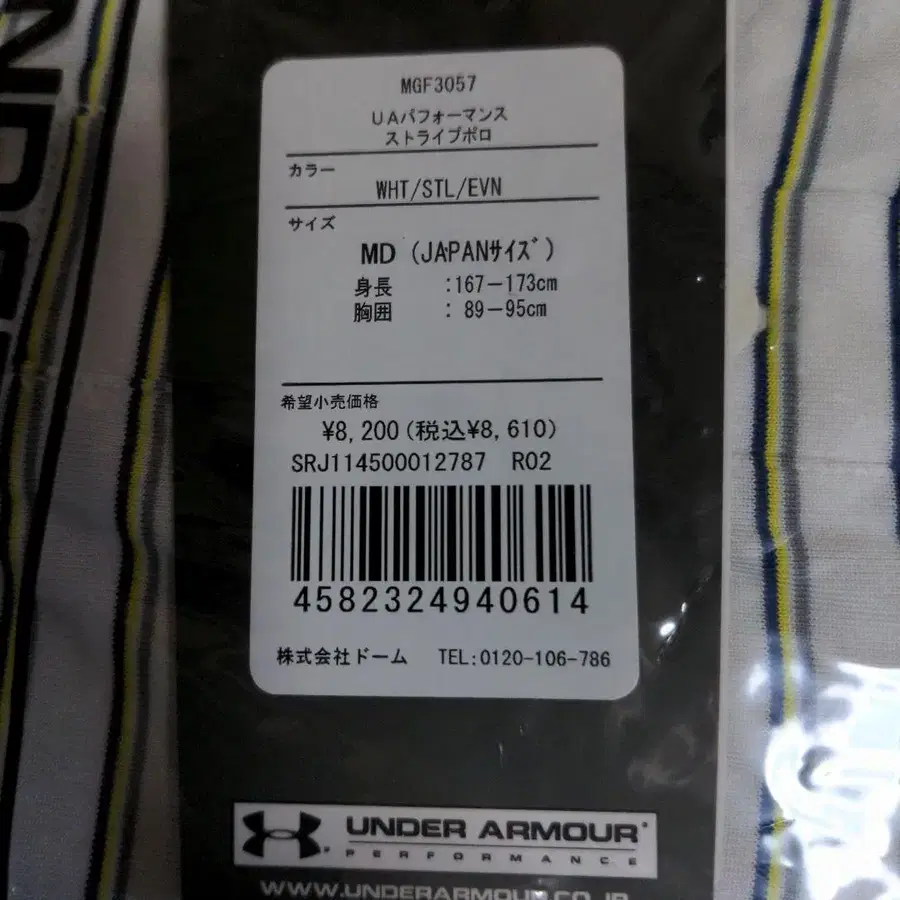 MGF3057
UAパフォーマンス
ストライプポロ
カラー
WHT/STL/EVN
サイズ
MD (JAPANサイズ)
身長 :167-173cm
胸囲 : 89-95cm
希望小売価格
¥8,200(税込¥8,610)
SRJ114500012787 R02
4582324940614
株式会社ドーム TEL:0120-106-786
UNDER ARMOUR
PERFORMANCE
WWW.UNDERARMOUR.CO.JP